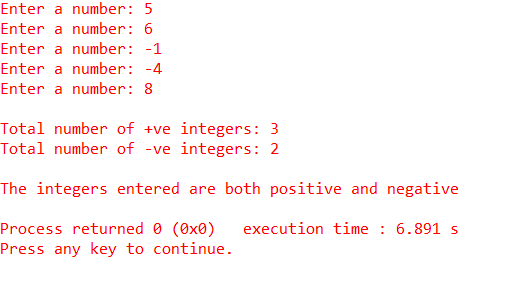 Enter a number: 5
Enter a number: 6
Enter a number: -1
Enter a number: -4
Enter a number: 8
Total number of +ve integers: 3
Total number of -ve integers: 2
The integers entered are both positive and negative
Process returned 0 (0x0)   execution time : 6.891 s
Press any key to continue.